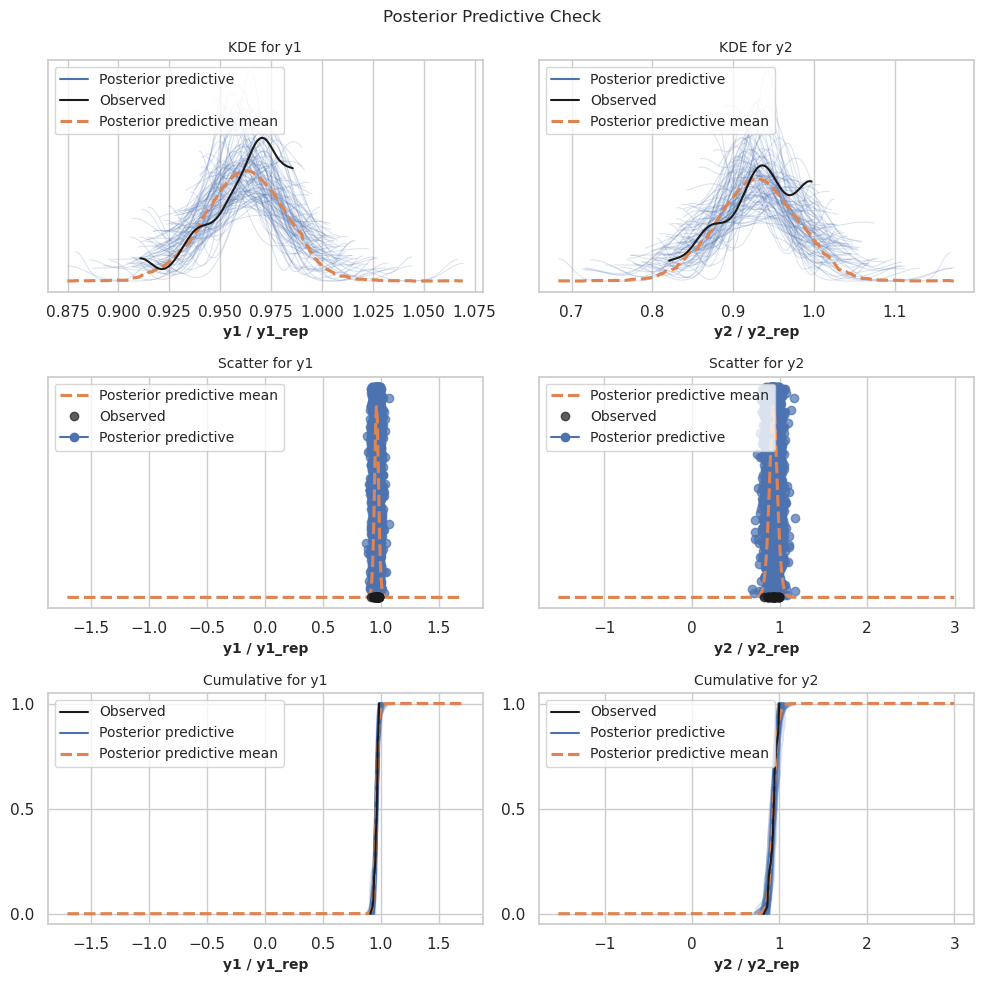 Posterior Predictive Check
KDE for y1
Posterior predictive
Observed
Posterior predictive mean
0.875 0.900 0.925 0.950 0.975 1.000 1.025 1.050 1.075
y1 / y1_rep
KDE for y2
Posterior predictive
Observed
Posterior predictive mean
0.7 0.8 0.9 1.0 1.1
y2 / y2_rep
Scatter for y1
Posterior predictive mean
Observed
Posterior predictive
−1.5 −1.0 −0.5 0.0 0.5 1.0 1.5
y1 / y1_rep
Scatter for y2
Posterior predictive mean
Observed
Posterior predictive
−1 0 1 2 3
y2 / y2_rep
Cumulative for y1
Observed
Posterior predictive
Posterior predictive mean
1.0
0.5
0.0
−1.5 −1.0 −0.5 0.0 0.5 1.0 1.5
y1 / y1_rep
Cumulative for y2
Observed
Posterior predictive
Posterior predictive mean
1.0
0.5
0.0
−1 0 1 2 3
y2 / y2_rep